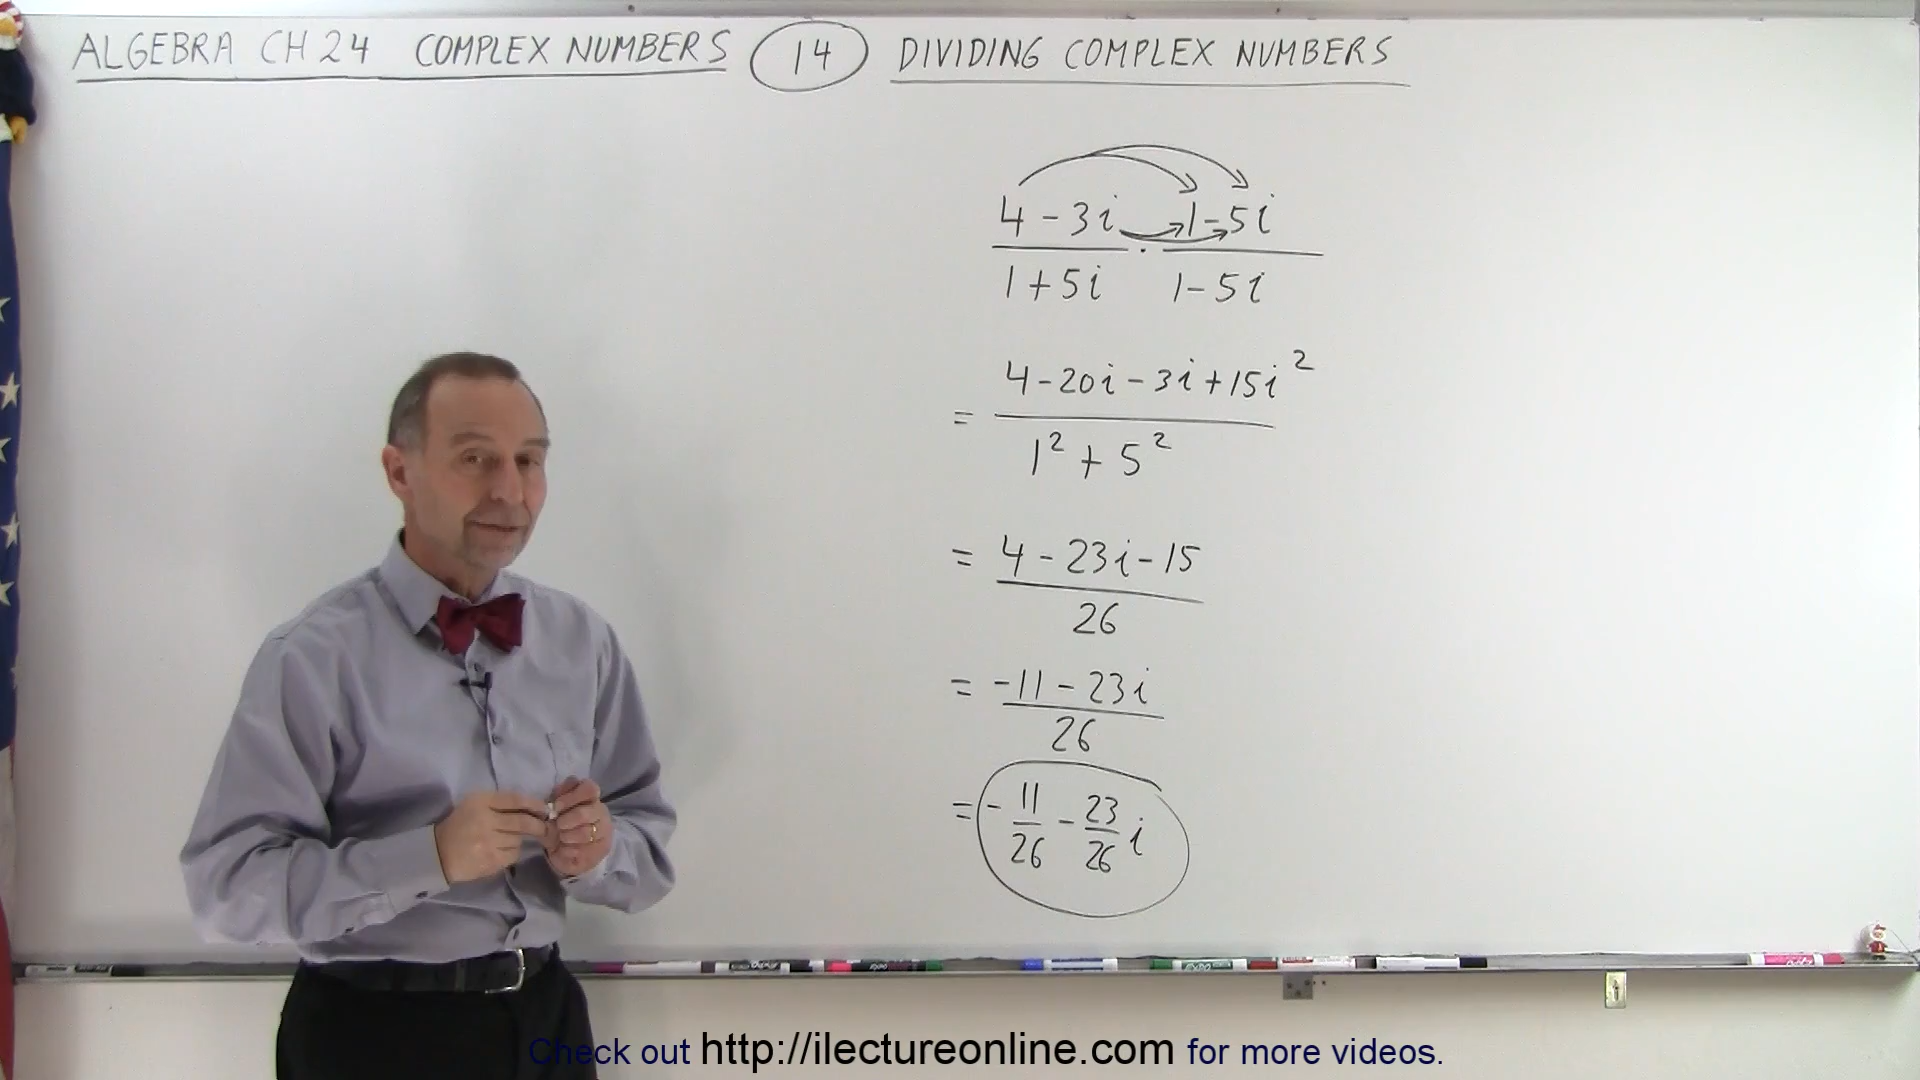 ALGEBRA CH 24 COMPLEX NUMBERS 14 DIVIDING COMPLEX NUMBERS
4 - 3i 1 - 5i
·
1 + 5i 1 - 5i
4 - 20i - 3i + 15i²
=
1² + 5²
= 4 - 23i - 15
26
= -11 - 23i
26
= - 11/26 - 23/26 i
Check out http://ilectureonline.com for more videos.